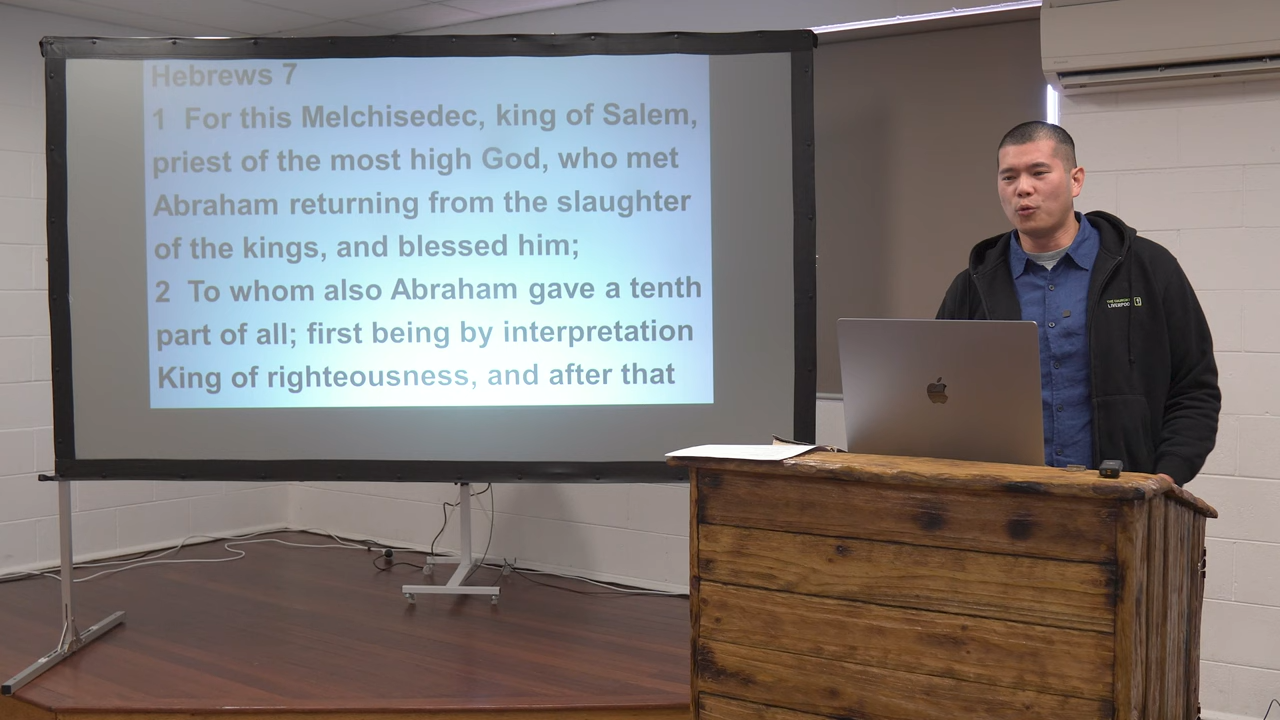 Hebrews 7
1 For this Melchisedec, king of Salem,
priest of the most high God, who met
Abraham returning from the slaughter
of the kings, and blessed him;
2 To whom also Abraham gave a tenth
part of all; first being by interpretation
King of righteousness, and after that